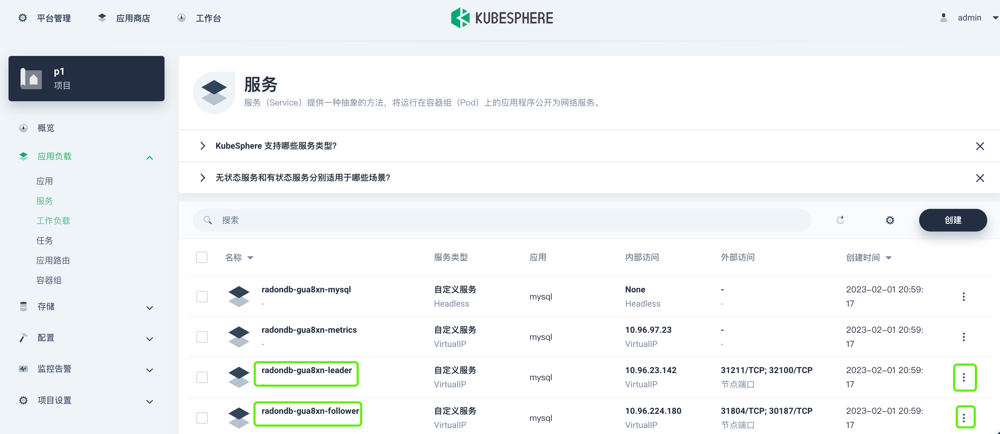 平台管理 应用商店 工作台 KUBESPHERE admin
p1
项目
概览
应用负载
应用
服务
工作负载
任务
应用路由
容器组
存储
配置
监控告警
项目设置
服务
服务（Service）提供一种抽象的方法，将运行在容器组（Pod）上的应用程序公开为网络服务。
KubeSphere 支持哪些服务类型?
无状态服务和有状态服务分别适用于哪些场景?
搜索 创建
名称 服务类型 应用 内部访问 外部访问 创建时间
radondb-gua8xn-mysql 自定义服务 mysql None - 2023-02-01 20:59:
- Headless Headless - 17
radondb-gua8xn-metrics 自定义服务 mysql 10.96.97.23 - 2023-02-01 20:59:
- VirtualIP VirtualIP - 17
radondb-gua8xn-leader 自定义服务 mysql 10.96.23.142 31211/TCP; 32100/TCP 2023-02-01 20:59:
- VirtualIP VirtualIP 节点端口 17
radondb-gua8xn-follower 自定义服务 mysql 10.96.224.180 31804/TCP; 30187/TCP 2023-02-01 20:59:
VirtualIP VirtualIP 节点端口 17